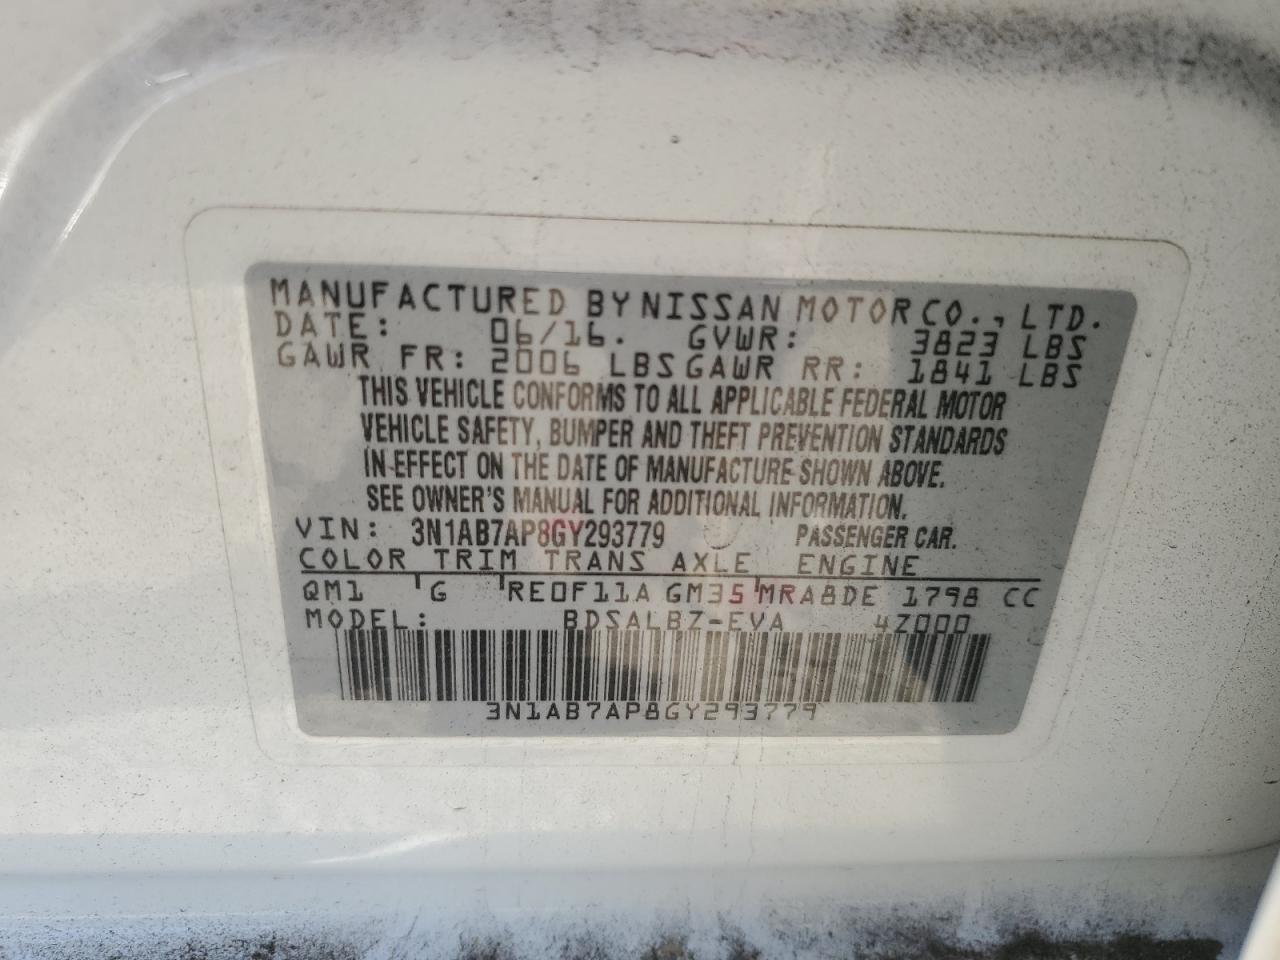 MANUFACTURED BY NISSAN MOTOR CO., LTD.
DATE: 06/16. GVWR: 3823 LBS
GAWR FR: 2006 LBS GAWR RR: 1841 LBS
THIS VEHICLE CONFORMS TO ALL APPLICABLE FEDERAL MOTOR
VEHICLE SAFETY, BUMPER AND THEFT PREVENTION STANDARDS
IN EFFECT ON THE DATE OF MANUFACTURE SHOWN ABOVE.
SEE OWNER'S MANUAL FOR ADDITIONAL INFORMATION.
VIN: 3N1AB7AP8GY293779 PASSENGER CAR.
COLOR TRIM TRANS AXLE ENGINE
QM1 G RE0F11A GM35 MRA8DE 1798 CC
MODEL: BDSALBZ-EVA 4Z000
3N1AB7AP8GY293779